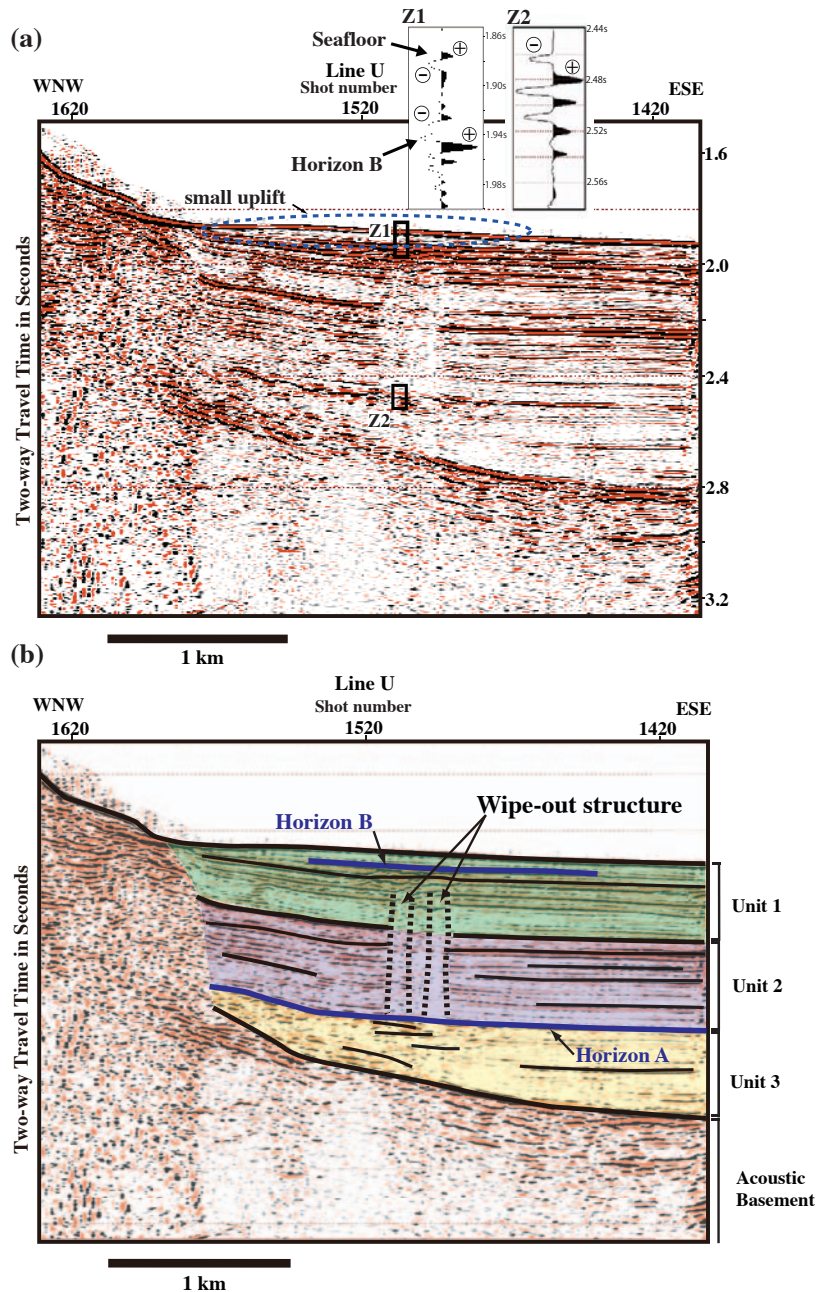 (a)
Z1
Z2
Seafloor
+
−
−
+
−
+
1.86s
1.90s
1.94s
1.98s
2.44s
2.48s
2.52s
2.56s
WNW
Line U
Shot number
ESE
1620
1520
1420
Horizon B
small uplift
Z1
Z2
1.6
2.0
2.4
2.8
3.2
Two-way Travel Time in Seconds
1 km
(b)
Line U
WNW
Shot number
ESE
1620
1520
1420
Wipe-out structure
Horizon B
Horizon A
Unit 1
Unit 2
Unit 3
Acoustic
Basement
Two-way Travel Time in Seconds
1 km